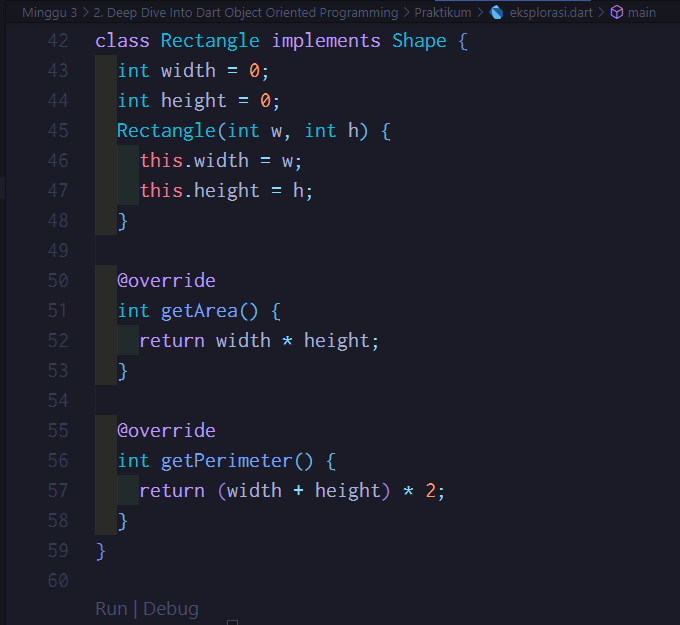 Minggu 3 > 2. Deep Dive Into Dart Object Oriented Programming > Praktikum > eksplorasi.dart > main
42 class Rectangle implements Shape {
43   int width = 0;
44   int height = 0;
45   Rectangle(int w, int h) {
46     this.width = w;
47     this.height = h;
48   }
49
50   @override
51   int getArea() {
52     return width * height;
53   }
54
55   @override
56   int getPerimeter() {
57     return (width + height) * 2;
58   }
59 }
60
Run | Debug